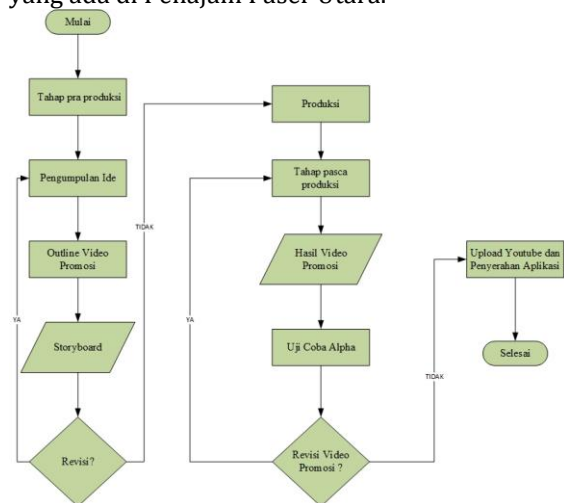 yang ada di Penajam Paser Utara.
Mulai
Tahap pra produksi
Pengumpulan Ide
Outline Video
Promosi
Storyboard
Revisi?
YA
TIDAK
Produksi
Tahap pasca
produksi
Hasil Video
Promosi
Uji Coba Alpha
Revisi Video
Promosi ?
YA
TIDAK
Upload Youtube dan
Penyerahan Aplikasi
Selesai